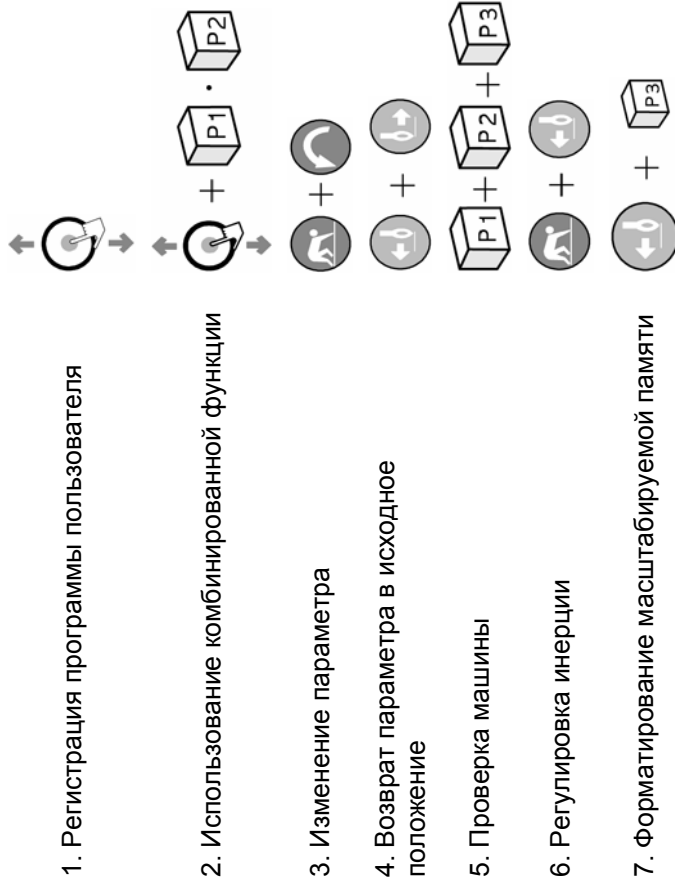 1. Регистрация программы пользователя
2. Использование комбинированной функции
P1
P2
3. Изменение параметра
4. Возврат параметра в исходное
положение
5. Проверка машины
P1
P2
P3
6. Регулировка инерции
7. Форматирование масштабируемой памяти
P3